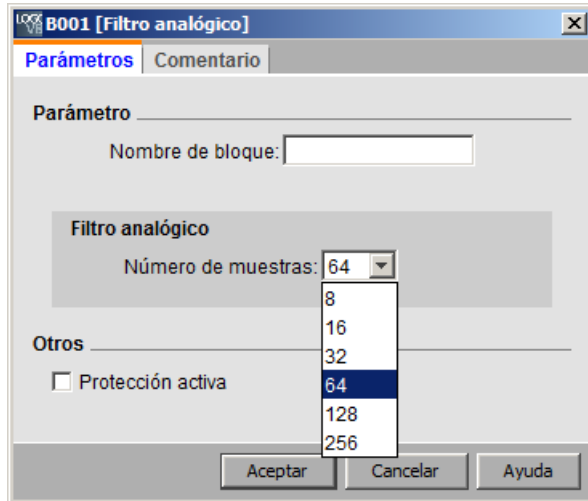 B001 [Filtro analógico]
Parámetros Comentario
Parámetro
Nombre de bloque:
Filtro analógico
Número de muestras: 64
8
16
32
64
128
256
Otros
Protección activa
Aceptar Cancelar Ayuda